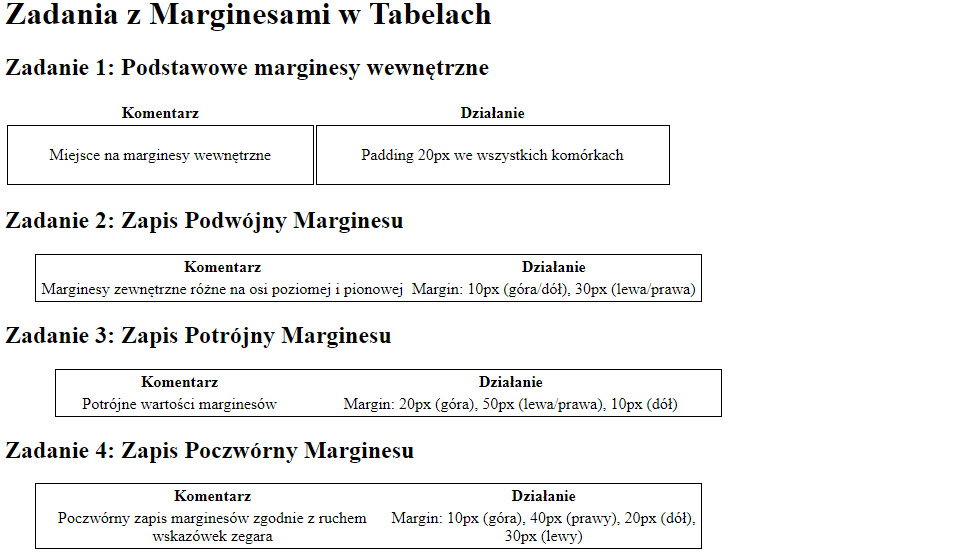 Zadania z Marginesami w Tabelach
Zadanie 1: Podstawowe marginesy wewnętrzne
Komentarz Działanie
Miejsce na marginesy wewnętrzne Padding 20px we wszystkich komórkach
Zadanie 2: Zapis Podwójny Marginesu
Komentarz Działanie
Marginesy zewnętrzne różne na osi poziomej i pionowej Margin: 10px (góra/dół), 30px (lewa/prawa)
Zadanie 3: Zapis Potrójny Marginesu
Komentarz Działanie
Potrójne wartości marginesów Margin: 20px (góra), 50px (lewa/prawa), 10px (dół)
Zadanie 4: Zapis Poczwórny Marginesu
Komentarz Działanie
Poczwórny zapis marginesów zgodnie z ruchem Margin: 10px (góra), 40px (prawy), 20px (dół),
wskazówek zegara 30px (lewy)